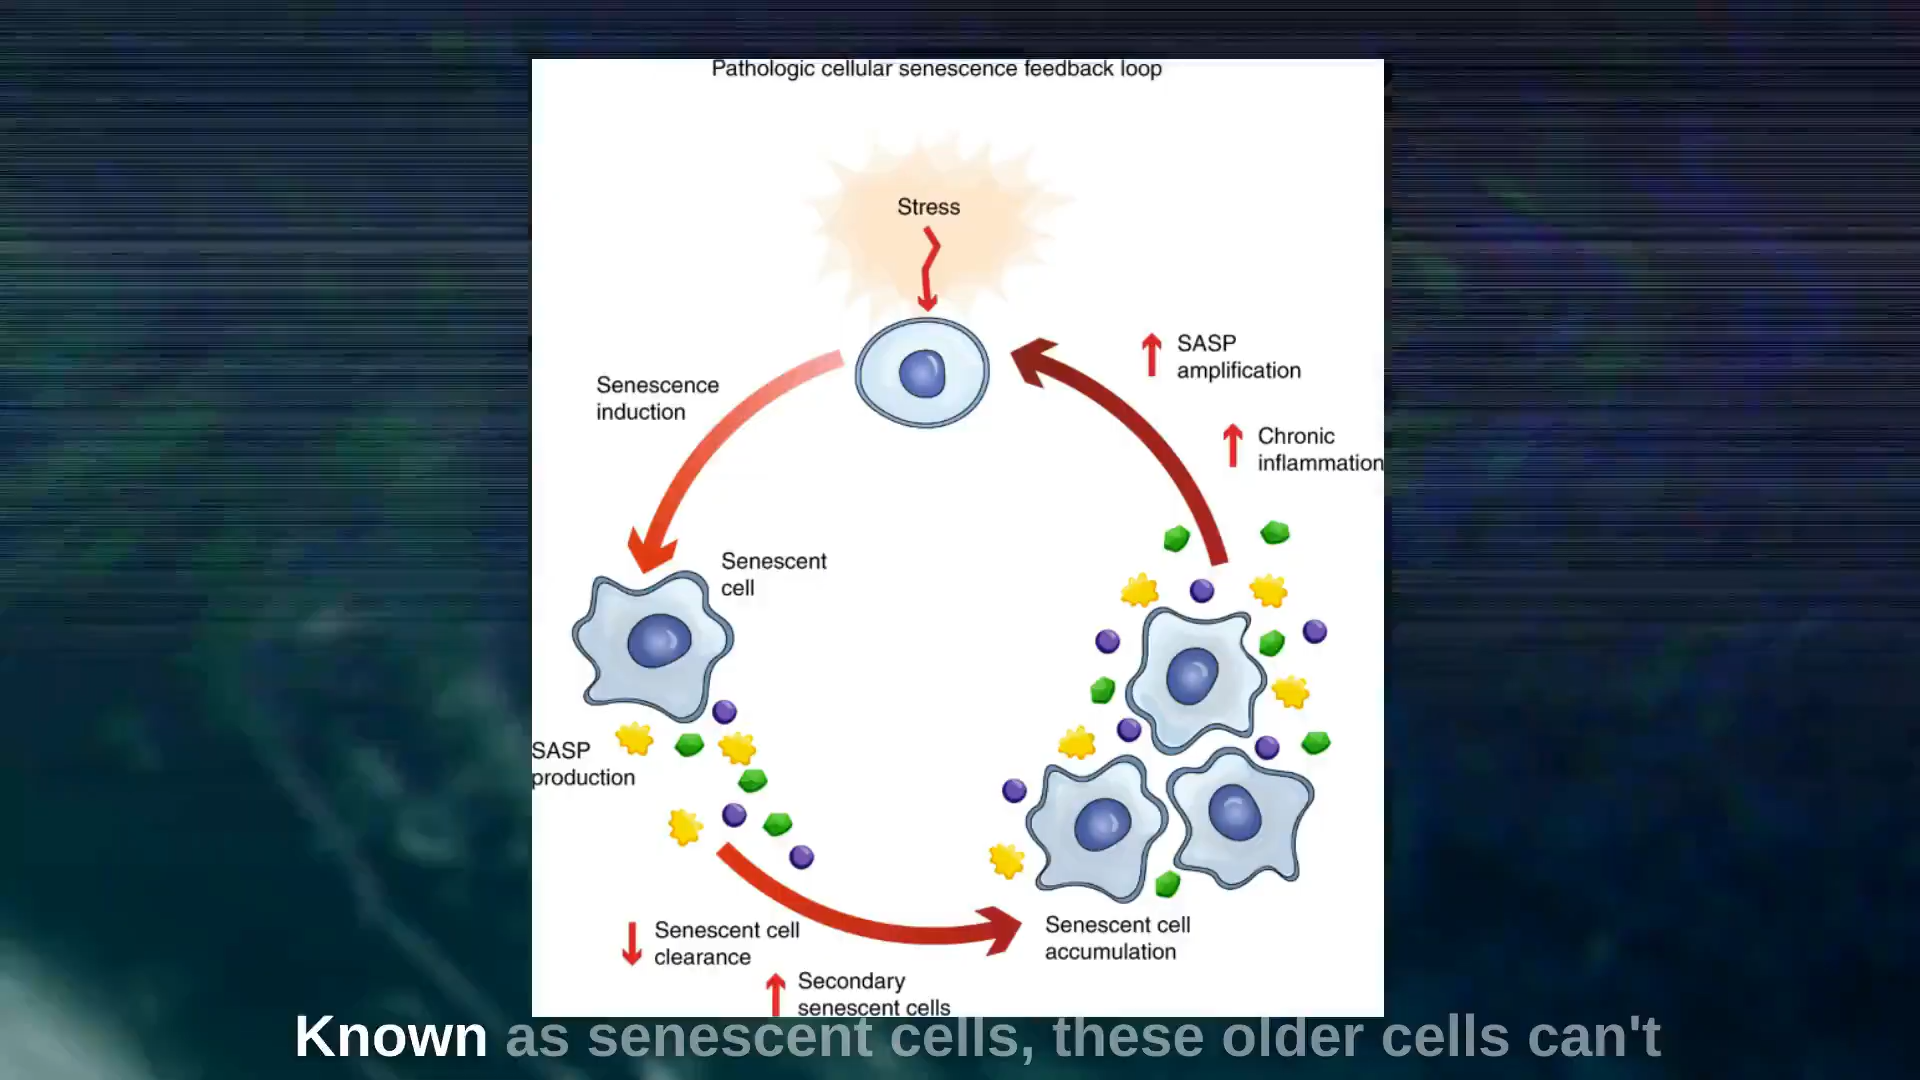 Pathologic cellular senescence feedback loop
Stress
SASP
amplification
Senescence
induction
Chronic
inflammation
Senescent
cell
SASP
production
Senescent cell
clearance
Senescent cell
accumulation
Secondary
senescent cells
Known as senescent cells, these older cells can't